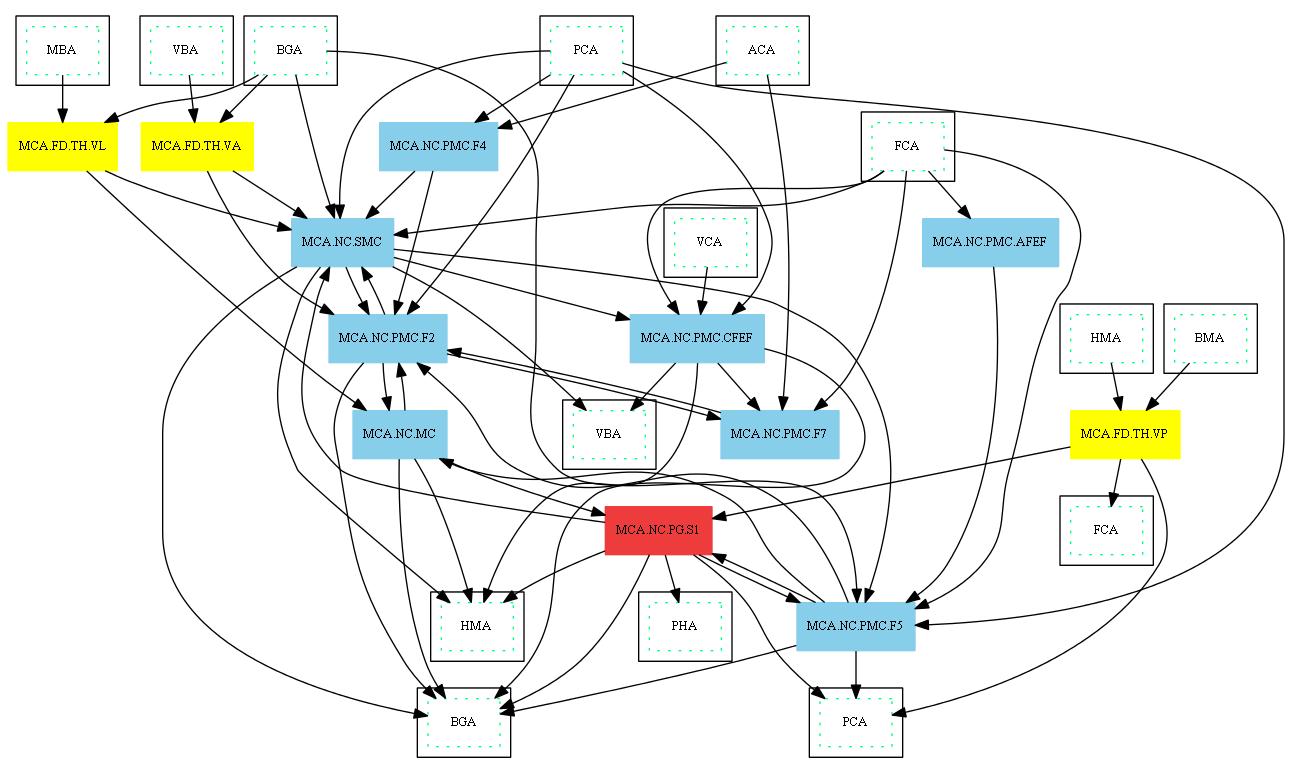 MBA
VBA
BGA
PCA
ACA
MCA.FD.TH.VL
MCA.FD.TH.VA
MCA.NC.PMC.F4
FCA
MCA.NC.SMC
VCA
MCA.NC.PMC.AFEF
MCA.NC.PMC.F2
MCA.NC.PMC.CFEF
HMA
BMA
MCA.NC.MC
VBA
MCA.NC.PMC.F7
MCA.FD.TH.VP
MCA.NC.PG.S1
FCA
HMA
PHA
MCA.NC.PMC.F5
BGA
PCA